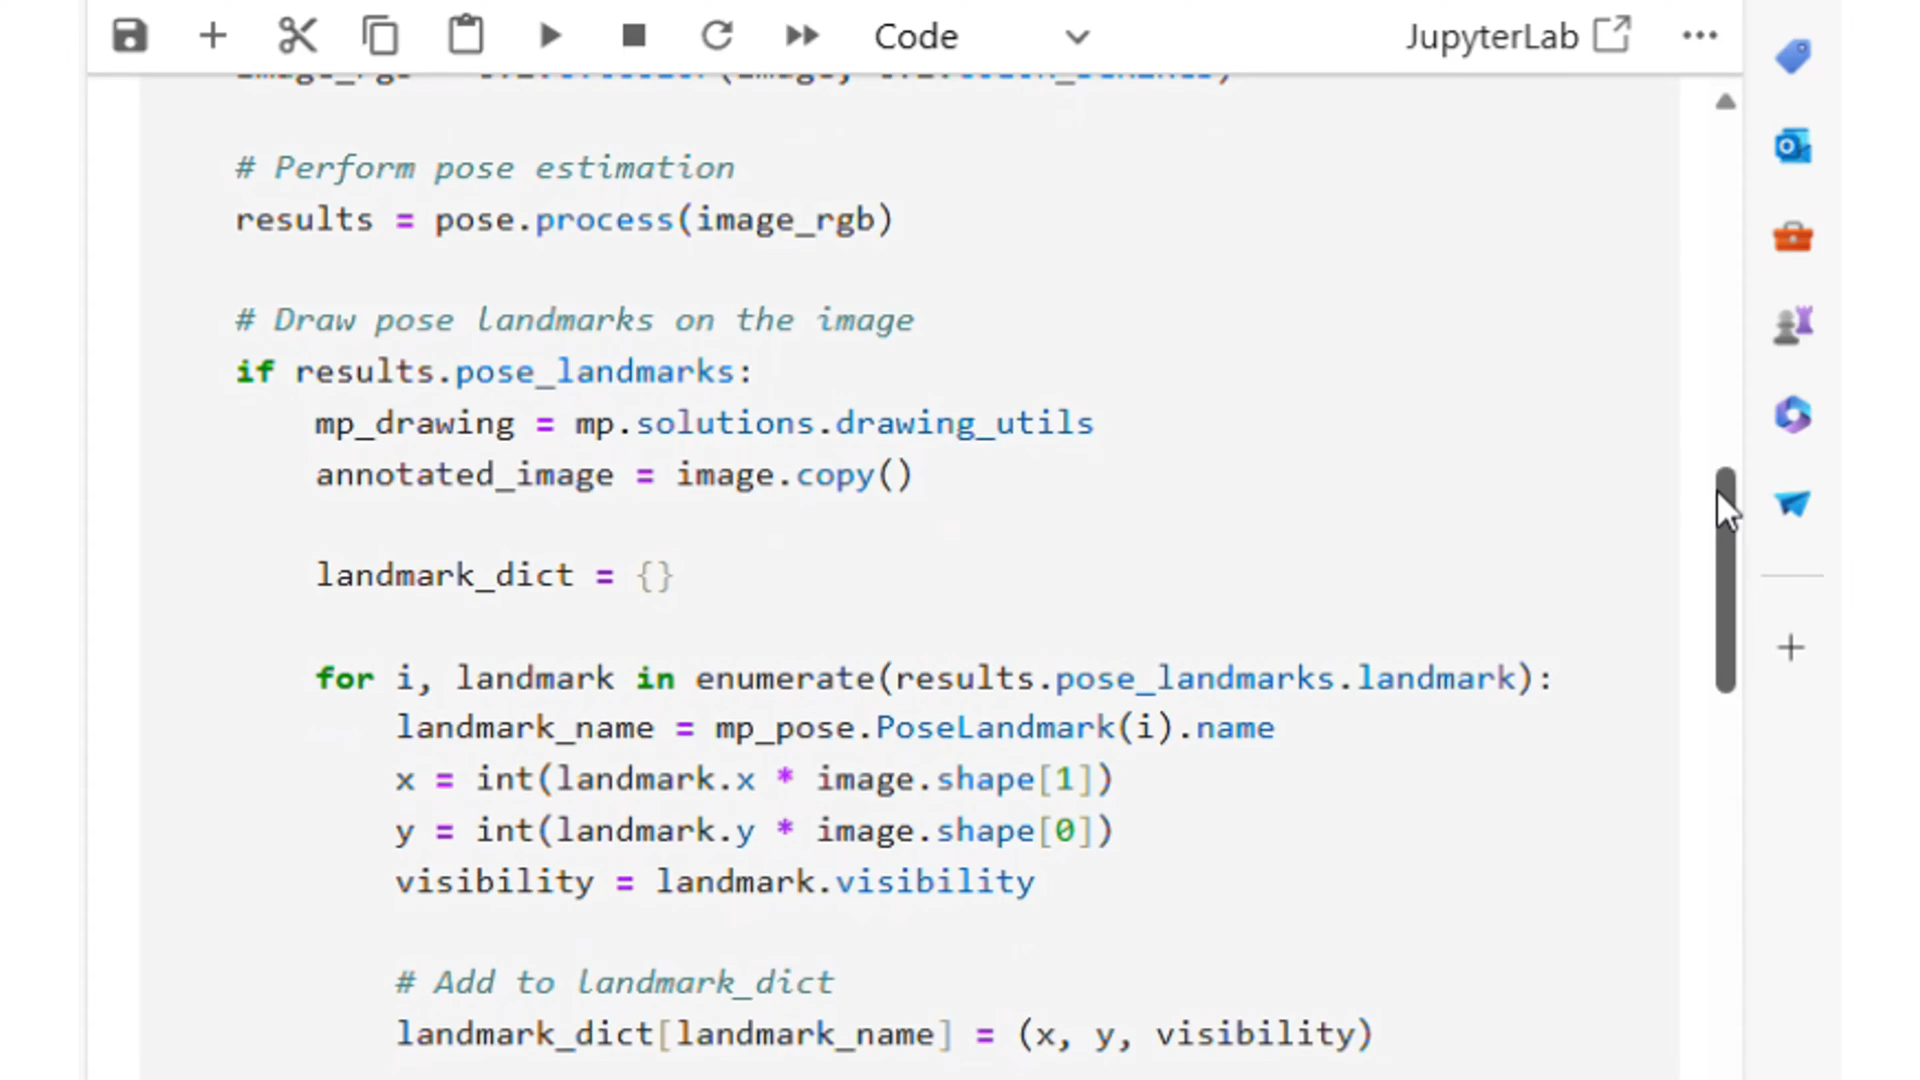 Code
JupyterLab
# Perform pose estimation
results = pose.process(image_rgb)
# Draw pose landmarks on the image
if results.pose_landmarks:
mp_drawing = mp.solutions.drawing_utils
annotated_image = image.copy()
landmark_dict = {}
for i, landmark in enumerate(results.pose_landmarks.landmark):
landmark_name = mp_pose.PoseLandmark(i).name
x = int(landmark.x * image.shape[1])
y = int(landmark.y * image.shape[0])
visibility = landmark.visibility
# Add to landmark_dict
landmark_dict[landmark_name] = (x, y, visibility)